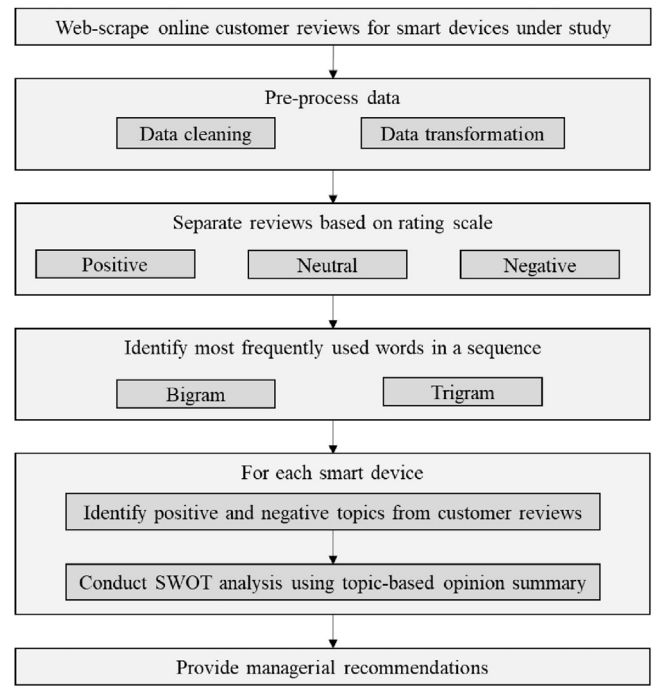 Web-scrape online customer reviews for smart devices under study
Pre-process data
Data cleaning
Data transformation
Separate reviews based on rating scale
Positive
Neutral
Negative
Identify most frequently used words in a sequence
Bigram
Trigram
For each smart device
Identify positive and negative topics from customer reviews
Conduct SWOT analysis using topic-based opinion summary
Provide managerial recommendations